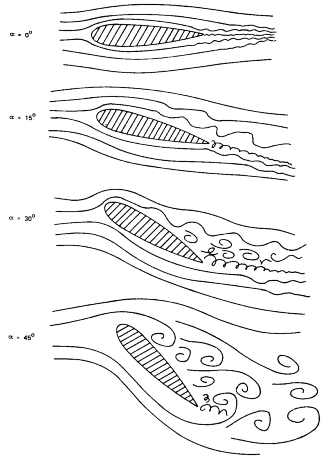 α = 0°
α = 15°
α = 30°
α = 45°